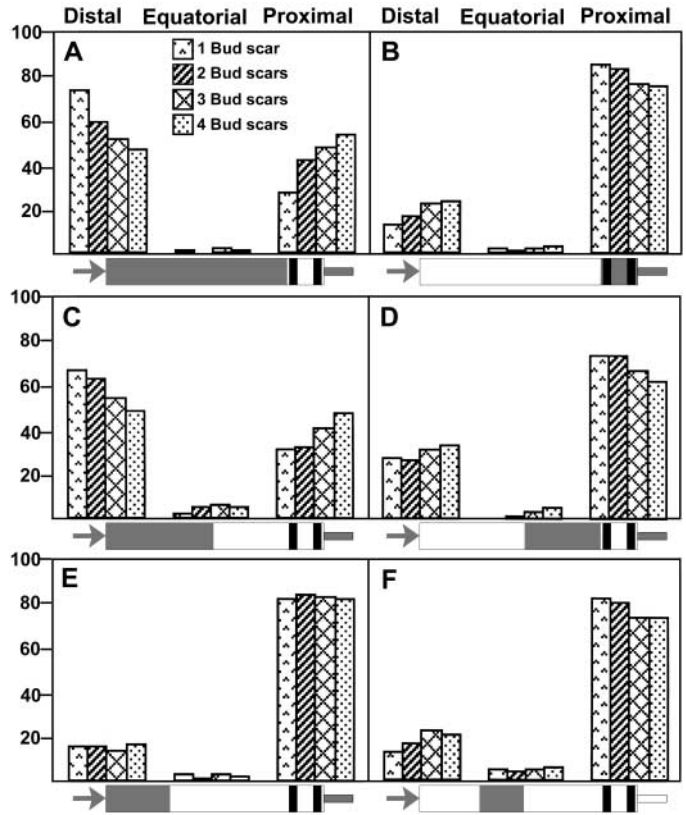 Distal Equatorial Proximal Distal Equatorial Proximal
100
80
60
40
20
A
1 Bud scar
2 Bud scars
3 Bud scars
4 Bud scars
B
100
80
60
40
20
C
D
100
80
60
40
20
E
F